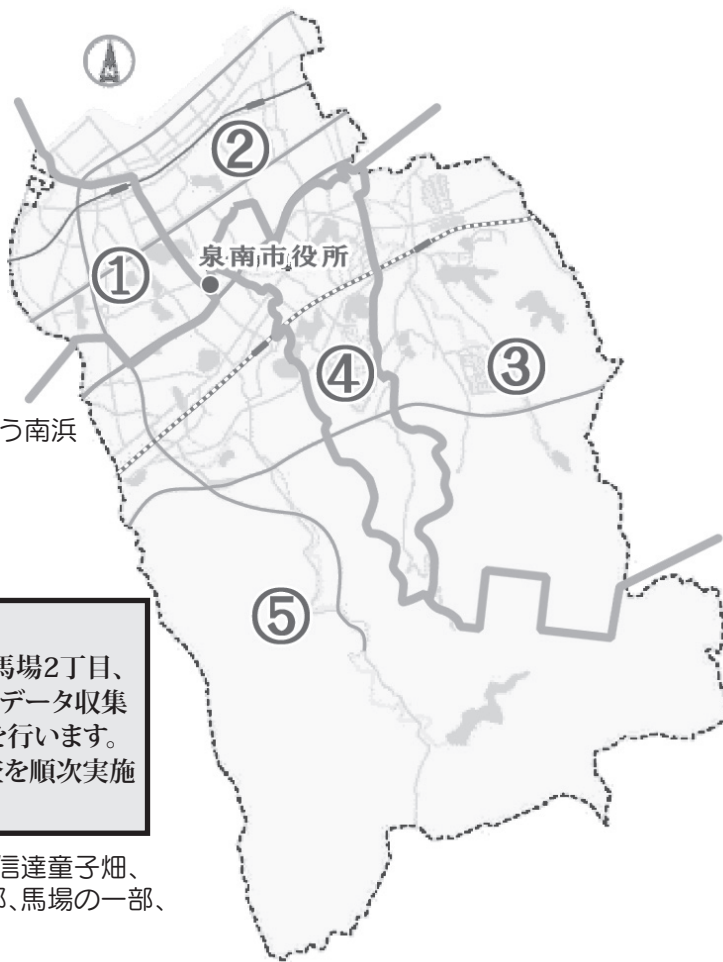 ②
①
泉南市役所
④
③
う南浜
⑤
馬場2丁目、
データ収集
を行います。
を順次実施
信達童子畑、
部、馬場の一部、